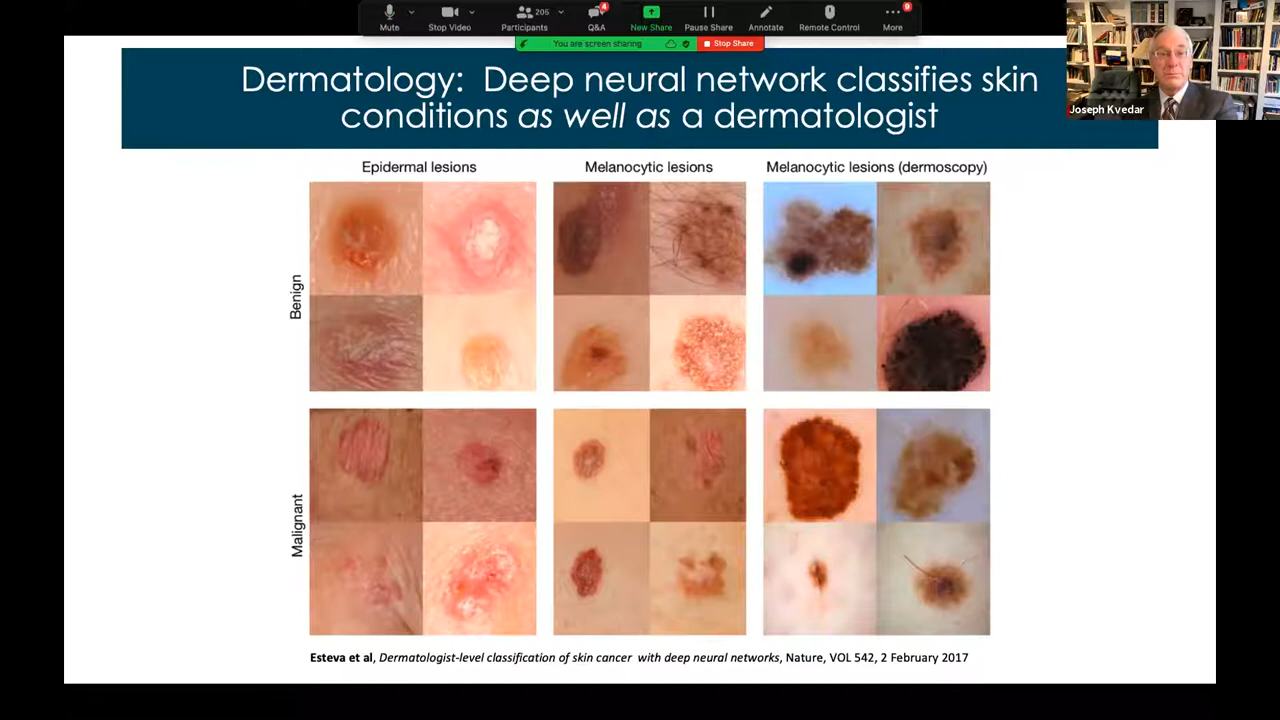 205
4
9
Mute
Stop Video
Participants
Q&A
New Share
Pause Share
Annotate
Remote Control
More
You are screen sharing
Stop Share
Joseph Kvedar
Dermatology: Deep neural network classifies skin
conditions as well as a dermatologist
Epidermal lesions
Melanocytic lesions
Melanocytic lesions (dermoscopy)
Benign
Malignant
Esteva et al, Dermatologist-level classification of skin cancer with deep neural networks, Nature, VOL 542, 2 February 2017